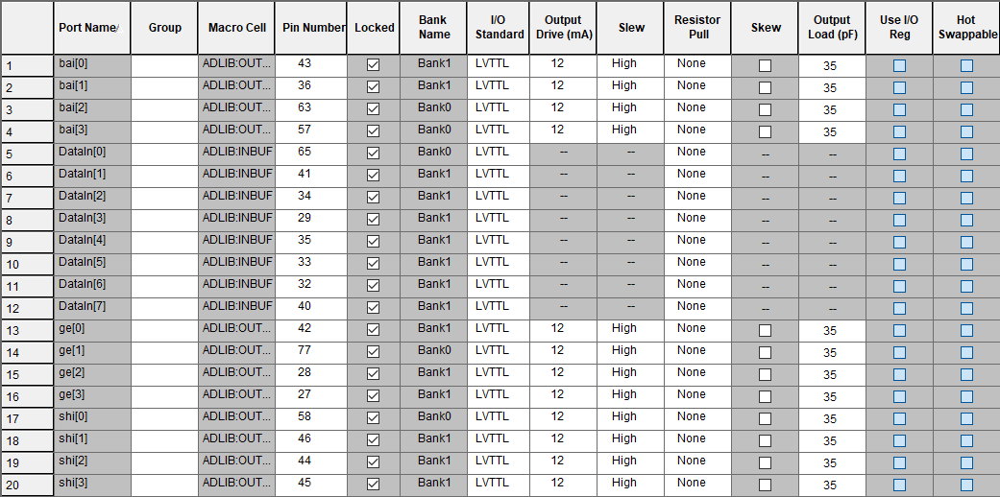 Port Name Group Macro Cell Pin Number Locked Bank Name I/O Standard Output Drive (mA) Slew Resistor Pull Skew Output Load (pF) Use I/O Reg Hot Swappable
1 bai[0] ADLIB:OUT... 43 Bank1 LVTTL 12 High None 35
2 bai[1] ADLIB:OUT... 36 Bank1 LVTTL 12 High None 35
3 bai[2] ADLIB:OUT... 63 Bank0 LVTTL 12 High None 35
4 bai[3] ADLIB:OUT... 57 Bank0 LVTTL 12 High None 35
5 DataIn[0] ADLIB:INBUF 65 Bank0 LVTTL -- -- None -- --
6 DataIn[1] ADLIB:INBUF 41 Bank1 LVTTL -- -- None -- --
7 DataIn[2] ADLIB:INBUF 34 Bank1 LVTTL -- -- None -- --
8 DataIn[3] ADLIB:INBUF 29 Bank1 LVTTL -- -- None -- --
9 DataIn[4] ADLIB:INBUF 35 Bank1 LVTTL -- -- None -- --
10 DataIn[5] ADLIB:INBUF 33 Bank1 LVTTL -- -- None -- --
11 DataIn[6] ADLIB:INBUF 32 Bank1 LVTTL -- -- None -- --
12 DataIn[7] ADLIB:INBUF 40 Bank1 LVTTL -- -- None -- --
13 ge[0] ADLIB:OUT... 42 Bank1 LVTTL 12 High None 35
14 ge[1] ADLIB:OUT... 77 Bank0 LVTTL 12 High None 35
15 ge[2] ADLIB:OUT... 28 Bank1 LVTTL 12 High None 35
16 ge[3] ADLIB:OUT... 27 Bank1 LVTTL 12 High None 35
17 shi[0] ADLIB:OUT... 58 Bank0 LVTTL 12 High None 35
18 shi[1] ADLIB:OUT... 46 Bank1 LVTTL 12 High None 35
19 shi[2] ADLIB:OUT... 44 Bank1 LVTTL 12 High None 35
20 shi[3] ADLIB:OUT... 45 Bank1 LVTTL 12 High None 35